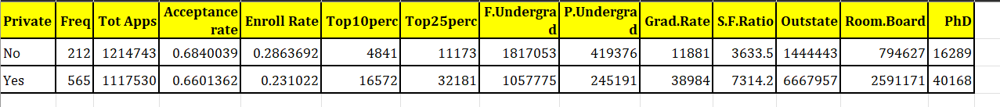 Private Freq Tot Apps Acceptance rate Enroll Rate Top10perc Top25perc F.Undergrad P.Undergrad Grad.Rate S.F.Ratio Outstate Room.Board PhD
No 212 1214743 0.6840039 0.2863692 4841 11173 1817053 419376 11881 3633.5 1444443 794627 16289
Yes 565 1117530 0.6601362 0.231022 16572 32181 1057775 245191 38984 7314.2 6667957 2591171 40168